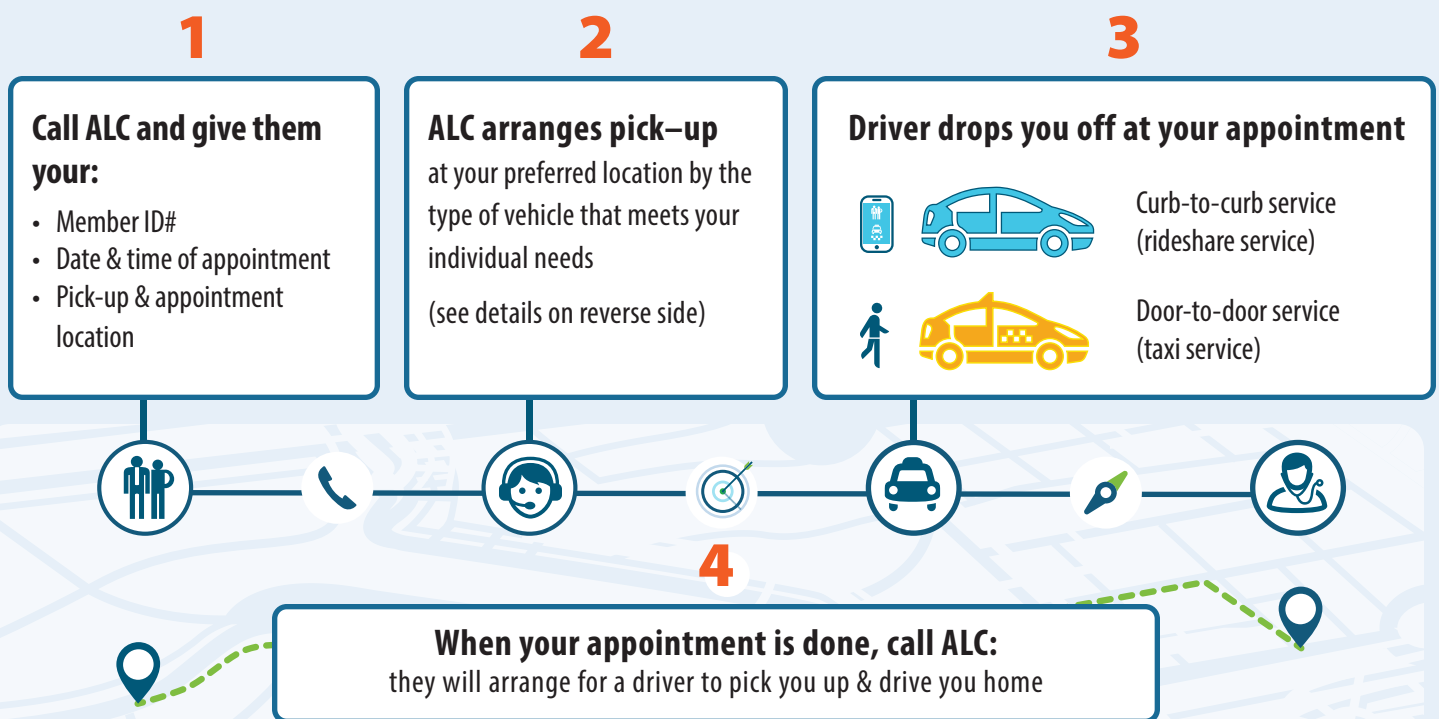 1
Call ALC and give them
your:
• Member ID#
• Date & time of appointment
• Pick-up & appointment
location
2
ALC arranges pick–up
at your preferred location by the
type of vehicle that meets your
individual needs
(see details on reverse side)
3
Driver drops you off at your appointment
Curb-to-curb service
(rideshare service)
Door-to-door service
(taxi service)
4
When your appointment is done, call ALC:
they will arrange for a driver to pick you up & drive you home